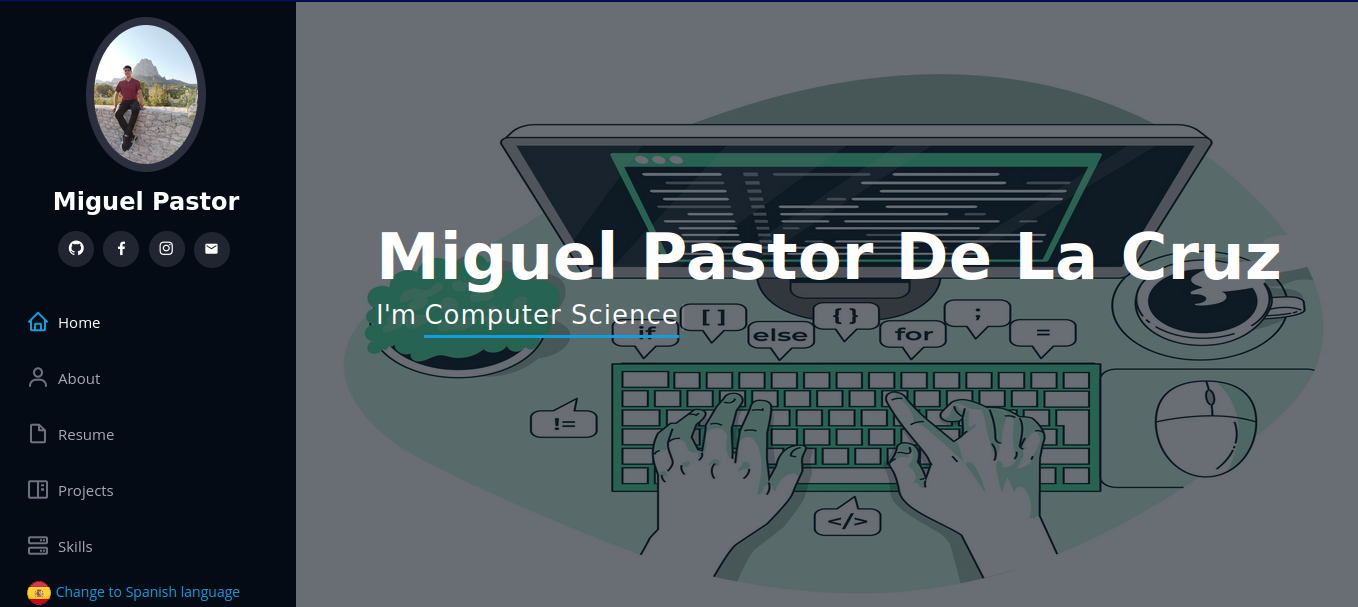 Miguel Pastor
Home
About
Resume
Projects
Skills
Change to Spanish language
Miguel Pastor De La Cruz
I'm Computer Science
if
[ ]
else
{ }
for
;
=
!=
</>